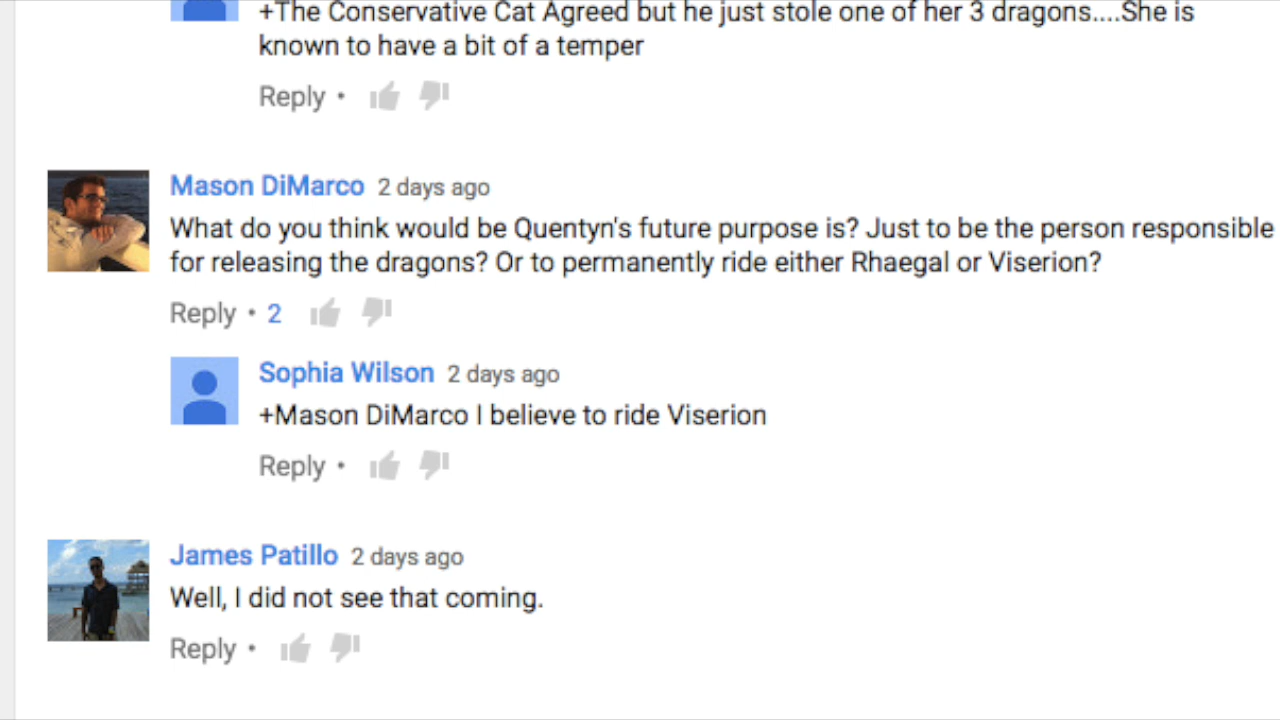 +The Conservative Cat Agreed but he just stole one of her 3 dragons....She is
known to have a bit of a temper
Reply •
Mason DiMarco 2 days ago
What do you think would be Quentyn's future purpose is? Just to be the person responsible
for releasing the dragons? Or to permanently ride either Rhaegal or Viserion?
Reply • 2
Sophia Wilson 2 days ago
+Mason DiMarco I believe to ride Viserion
Reply •
James Patillo 2 days ago
Well, I did not see that coming.
Reply •